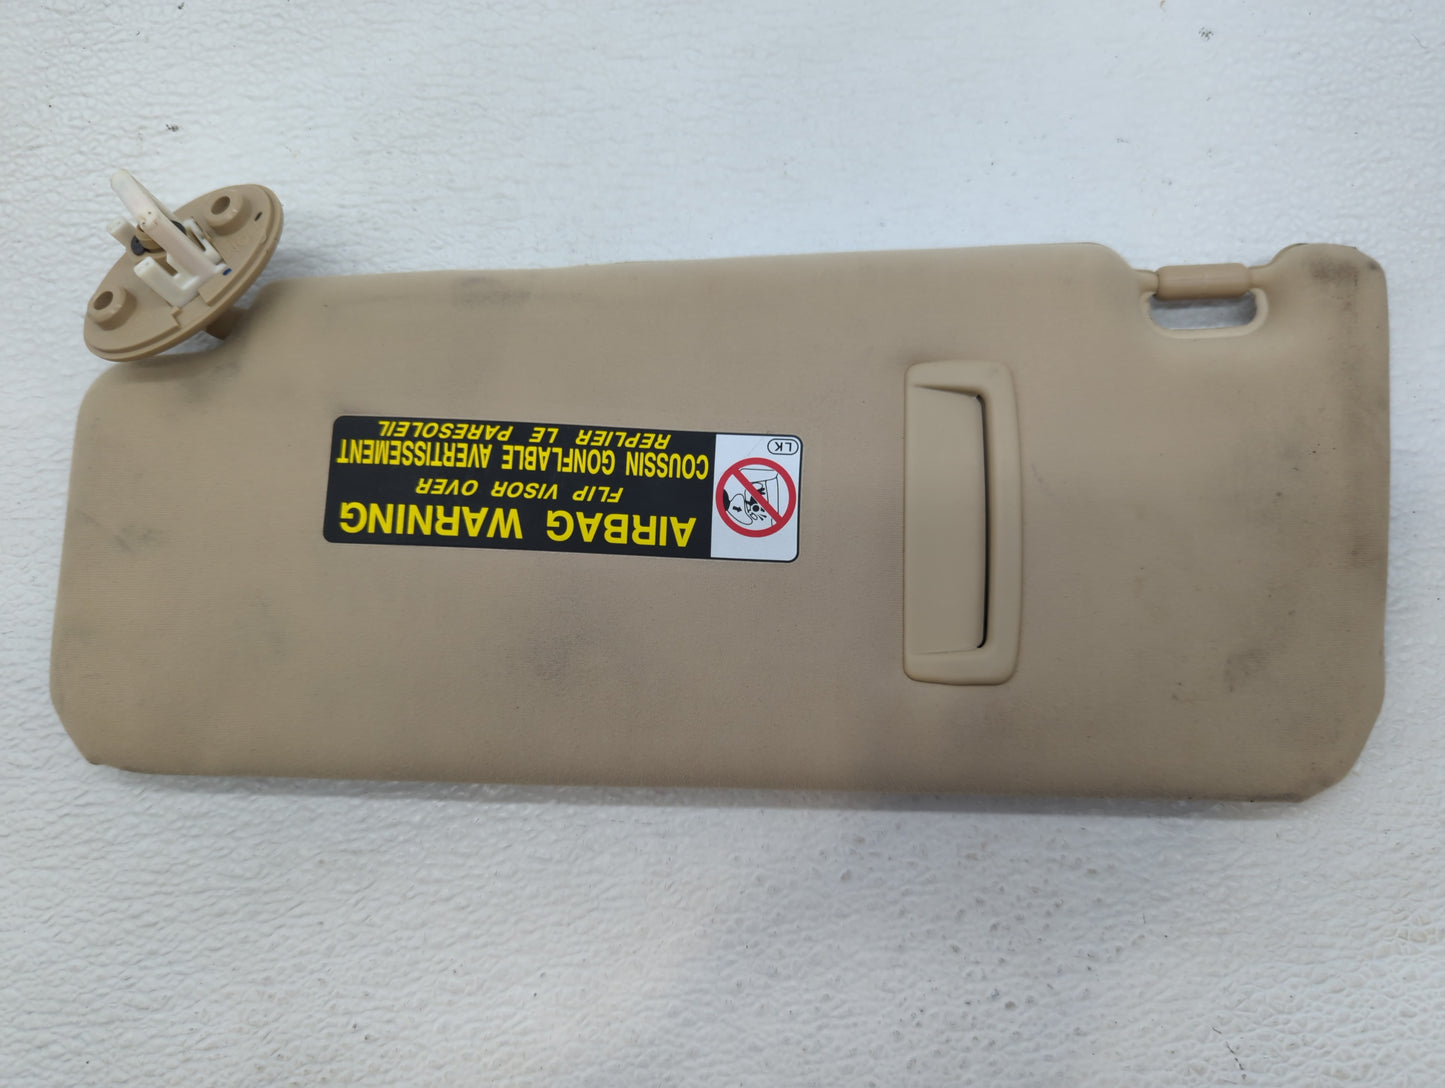 AIRBAG WARNING
FLIP VISOR OVER
COUSSIN GONFLABLE AVERTISSEMENT
REPLIER LE PARESOLEIL
LK